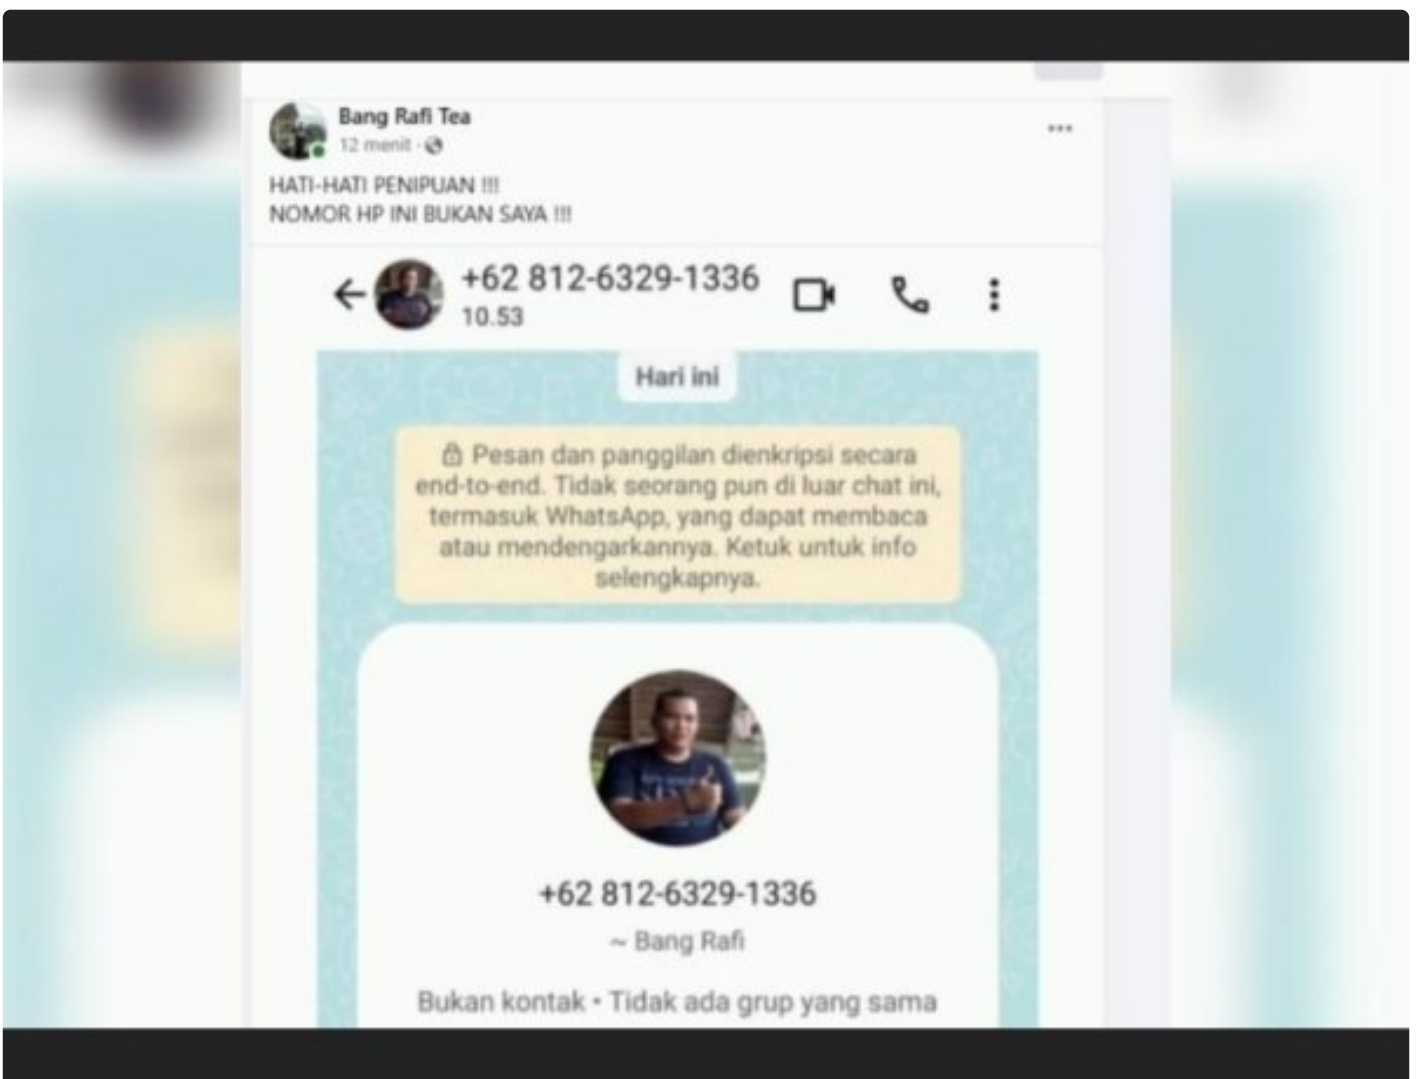 Bang Rafi Tea
12 menit ·
HATI-HATI PENIPUAN !!!
NOMOR HP INI BUKAN SAYA !!!
+62 812-6329-1336
10.53
Hari ini
Pesan dan panggilan dienkripsi secara
end-to-end. Tidak seorang pun di luar chat ini,
termasuk WhatsApp, yang dapat membaca
atau mendengarkannya. Ketuk untuk info
selengkapnya.
+62 812-6329-1336
~ Bang Rafi
Bukan kontak • Tidak ada grup yang sama